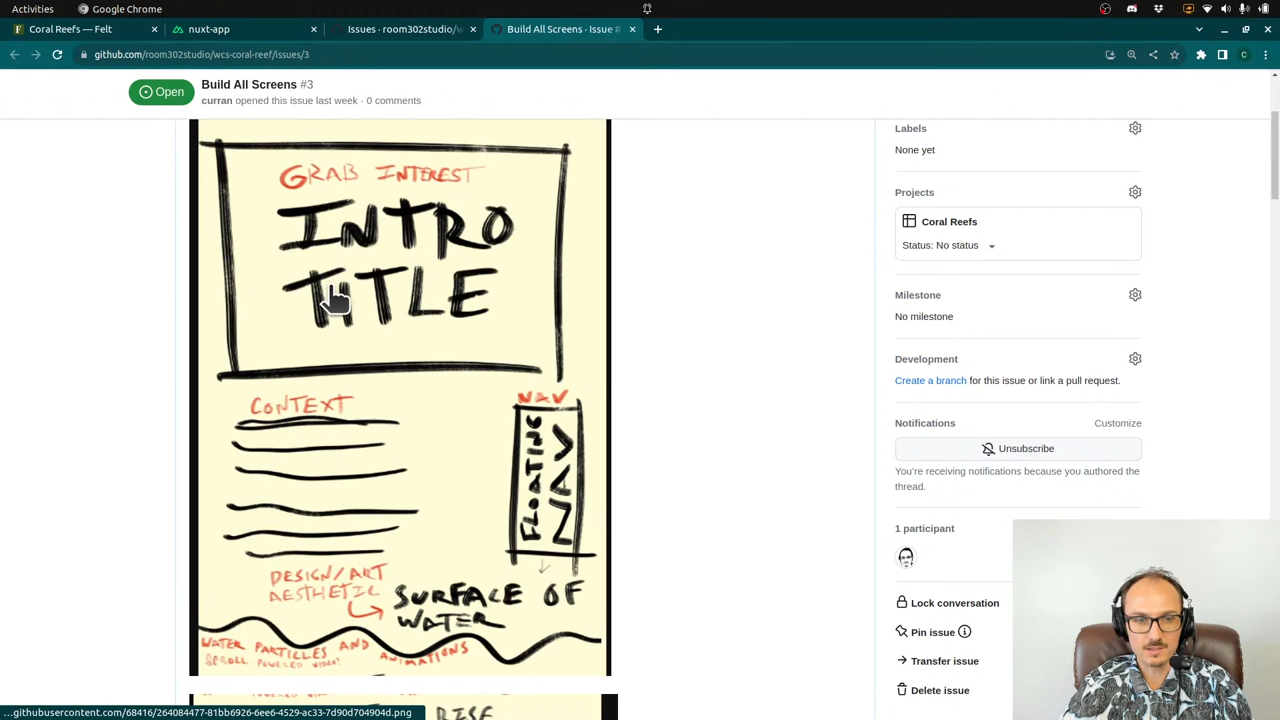 Activities
Google Chrome
Coral Reefs — Felt
nuxt-app
Issues · room302studio/w
Build All Screens · Issue #
github.com/room302studio/wcs-coral-reef/issues/3
C
Open
Build All Screens #3
curran opened this issue last week · 0 comments
GRAB INTEREST
INTRO
TITLE
CONTEXT
NAV
FLOATING
NAV
DESIGN/ART
AESTHETIC
SURFACE OF
WATER
WATER PARTICLES AND
ANIMATIONS
SCROLL POWERED VIDEO?
RISE
Labels
None yet
Projects
Coral Reefs
Status: No status
Milestone
No milestone
Development
Create a branch for this issue or link a pull request.
Notifications
Customize
Unsubscribe
You're receiving notifications because you authored the
thread.
1 participant
Lock conversation
Pin issue
Transfer issue
Delete issue
…githubusercontent.com/68416/264084477-81bb6926-6ee6-4529-ac33-7d90d704904d.png